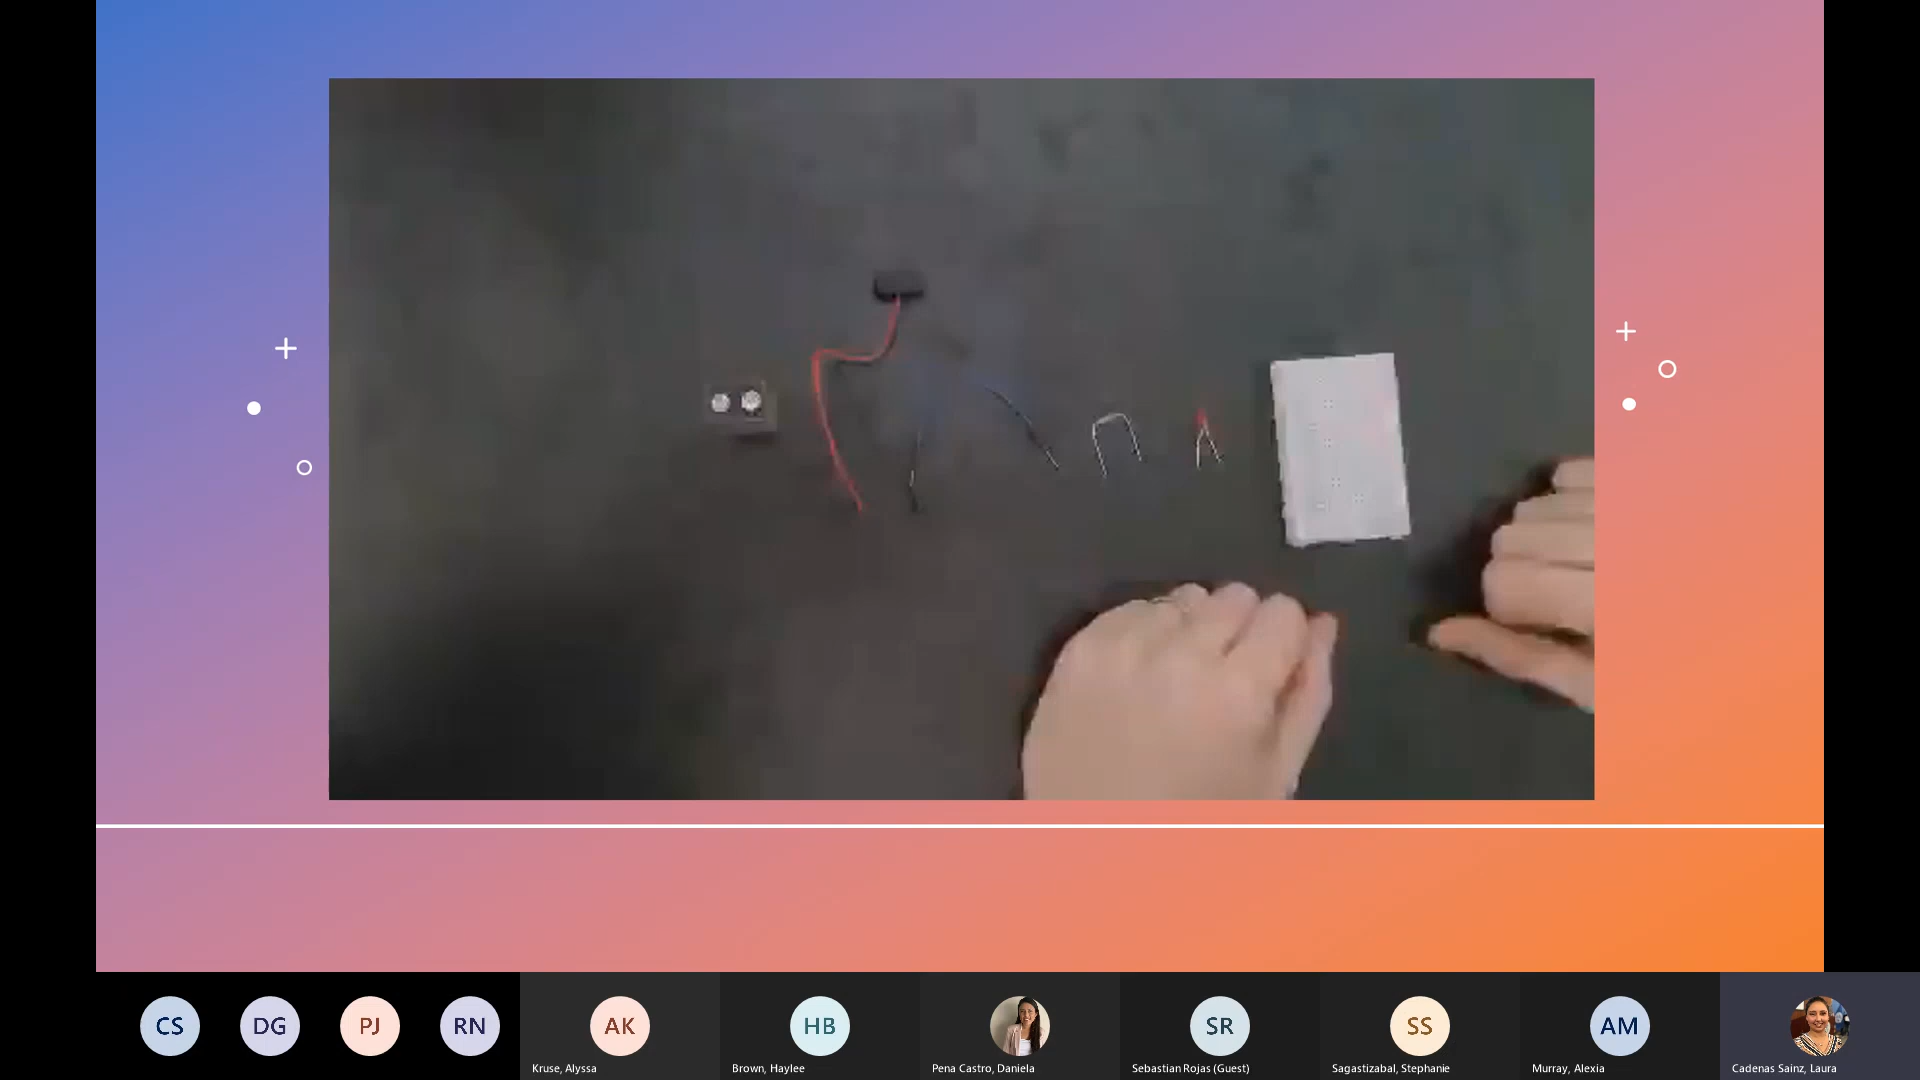 CS
DG
PJ
RN
AK
HB
SR
SS
AM
Kruse, Alyssa
Brown, Haylee
Pena Castro, Daniela
Sebastian Rojas (Guest)
Sagastizabal, Stephanie
Murray, Alexia
Cadenas Sainz, Laura